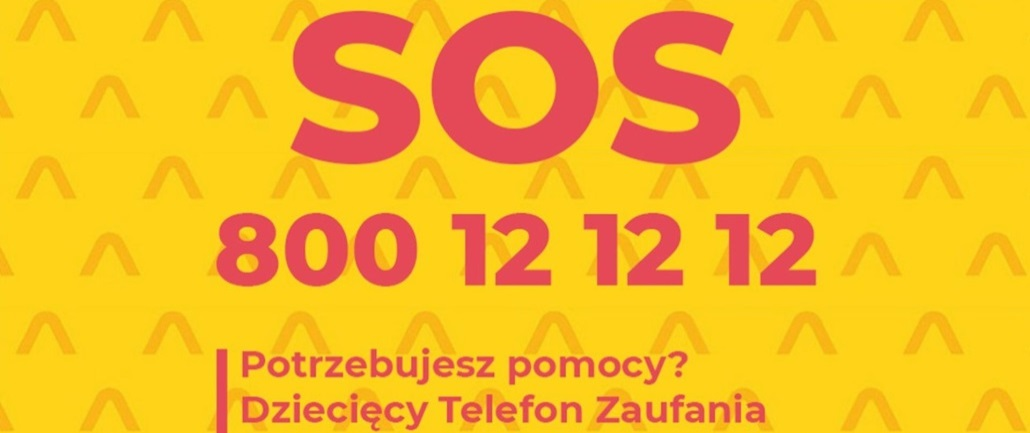 SOS
800 12 12 12
Potrzebujesz pomocy?
Dziecięcy Telefon Zaufania